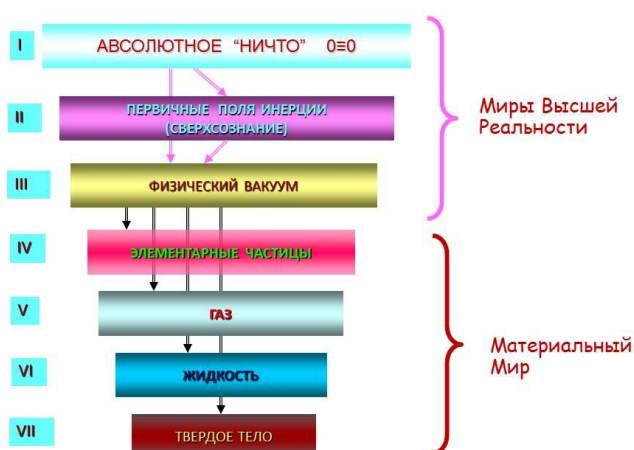 I
АБСОЛЮТНОЕ “НИЧТО” 0≡0
II
ПЕРВИЧНЫЕ ПОЛЯ ИНЕРЦИИ
(СВЕРХСОЗНАНИЕ)
Миры Высшей
Реальности
III
ФИЗИЧЕСКИЙ ВАКУУМ
IV
ЭЛЕМЕНТАРНЫЕ ЧАСТИЦЫ
V
ГАЗ
Материальный
Мир
VI
ЖИДКОСТЬ
VII
ТВЕРДОЕ ТЕЛО